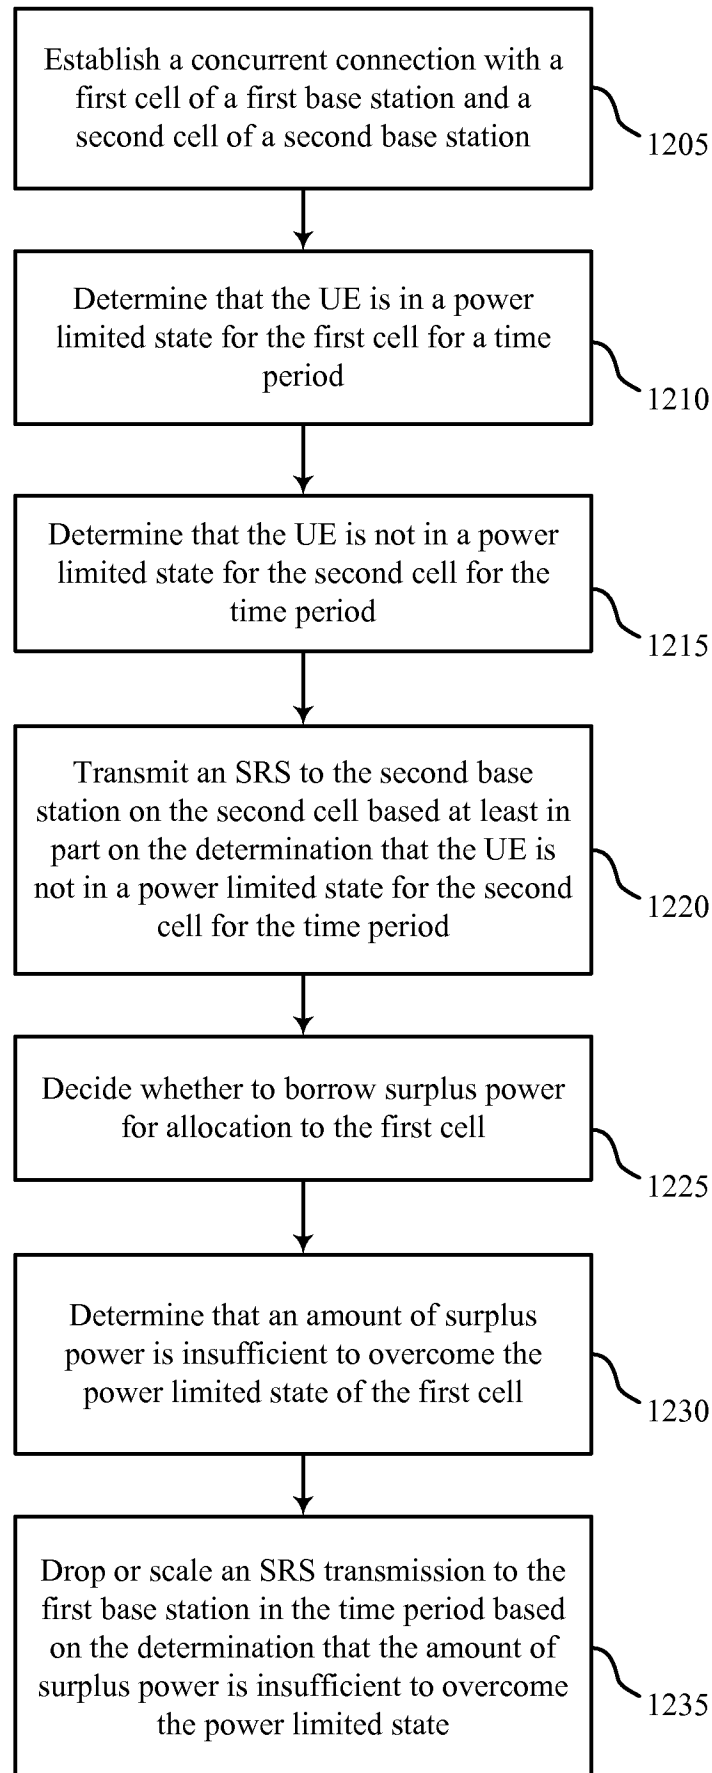 Establish a concurrent connection with a
first cell of a first base station and a
second cell of a second base station
1205
Determine that the UE is in a power
limited state for the first cell for a time
period
1210
Determine that the UE is not in a power
limited state for the second cell for the
time period
1215
Transmit an SRS to the second base
station on the second cell based at least in
part on the determination that the UE is
not in a power limited state for the second
cell for the time period
1220
Decide whether to borrow surplus power
for allocation to the first cell
1225
Determine that an amount of surplus
power is insufficient to overcome the
power limited state of the first cell
1230
Drop or scale an SRS transmission to the
first base station in the time period based
on the determination that the amount of
surplus power is insufficient to overcome
the power limited state
1235